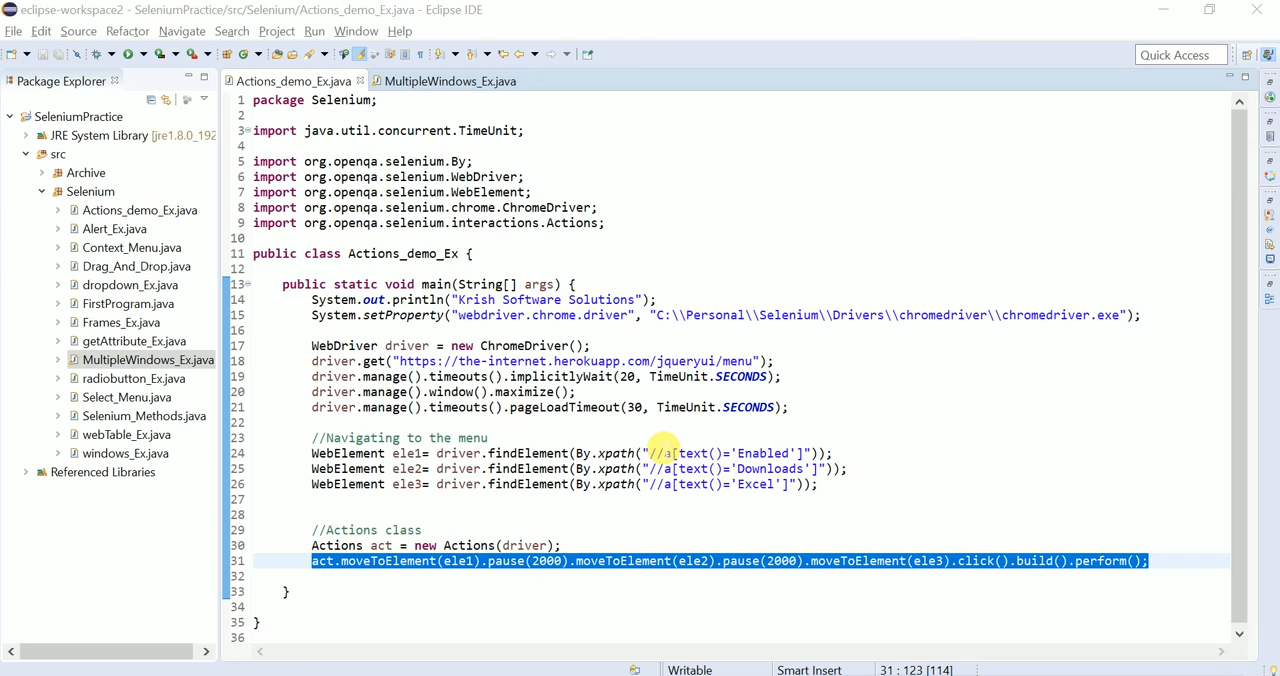 eclipse-workspace2 - SeleniumPractice/src/Selenium/Actions_demo_Ex.java - Eclipse IDE
File Edit Source Refactor Navigate Search Project Run Window Help
Quick Access
Package Explorer
Actions_demo_Ex.java
MultipleWindows_Ex.java
SeleniumPractice
JRE System Library [jre1.8.0_192
src
Archive
Selenium
Actions_demo_Ex.java
Alert_Ex.java
Context_Menu.java
Drag_And_Drop.java
dropdown_Ex.java
FirstProgram.java
Frames_Ex.java
getAttribute_Ex.java
MultipleWindows_Ex.java
radiobutton_Ex.java
Select_Menu.java
Selenium_Methods.java
webTable_Ex.java
windows_Ex.java
Referenced Libraries
1 package Selenium;
2
3 import java.util.concurrent.TimeUnit;
4
5 import org.openqa.selenium.By;
6 import org.openqa.selenium.WebDriver;
7 import org.openqa.selenium.WebElement;
8 import org.openqa.selenium.chrome.ChromeDriver;
9 import org.openqa.selenium.interactions.Actions;
10
11 public class Actions_demo_Ex {
12
13 public static void main(String[] args) {
14 System.out.println("Krish Software Solutions");
15 System.setProperty("webdriver.chrome.driver", "C:\\Personal\\Selenium\\Drivers\\chromedriver\\chromedriver.exe");
16
17 WebDriver driver = new ChromeDriver();
18 driver.get("https://the-internet.herokuapp.com/jqueryui/menu");
19 driver.manage().timeouts().implicitlyWait(20, TimeUnit.SECONDS);
20 driver.manage().window().maximize();
21 driver.manage().timeouts().pageLoadTimeout(30, TimeUnit.SECONDS);
22
23 //Navigating to the menu
24 WebElement ele1= driver.findElement(By.xpath("//a[text()='Enabled']"));
25 WebElement ele2= driver.findElement(By.xpath("//a[text()='Downloads']"));
26 WebElement ele3= driver.findElement(By.xpath("//a[text()='Excel']"));
27
28
29 //Actions class
30 Actions act = new Actions(driver);
31 act.moveToElement(ele1).pause(2000).moveToElement(ele2).pause(2000).moveToElement(ele3).click().build().perform();
32
33 }
34
35 }
36
Writable Smart Insert 31 : 123 [114]